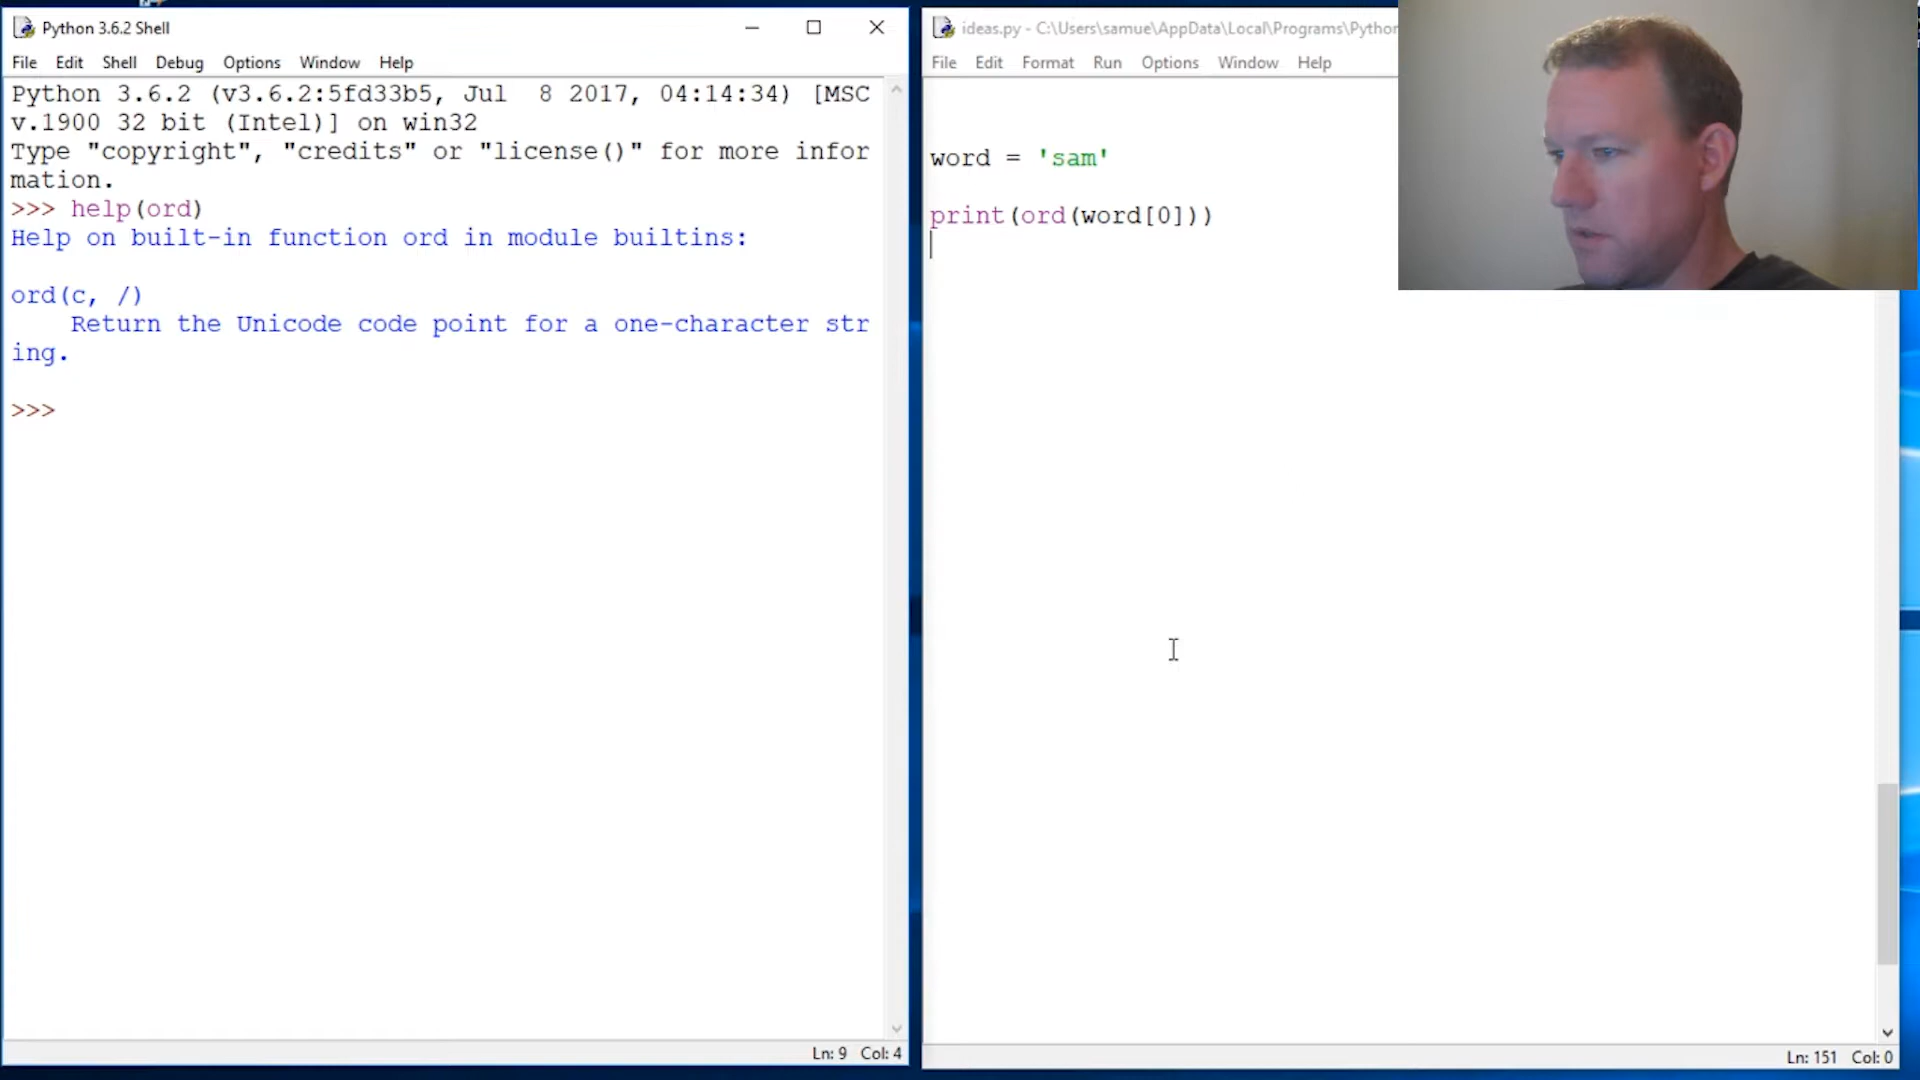 Python 3.6.2 Shell
File Edit Shell Debug Options Window Help
Python 3.6.2 (v3.6.2:5fd33b5, Jul  8 2017, 04:14:34) [MSC
v.1900 32 bit (Intel)] on win32
Type "copyright", "credits" or "license()" for more infor
mation.
>>> help(ord)
Help on built-in function ord in module builtins:
ord(c, /)
    Return the Unicode code point for a one-character str
ing.
>>>
Ln: 9 Col: 4
ideas.py - C:\Users\samue\AppData\Local\Programs\Python
File Edit Format Run Options Window Help
word = 'sam'
print(ord(word[0]))
Ln: 151 Col: 0